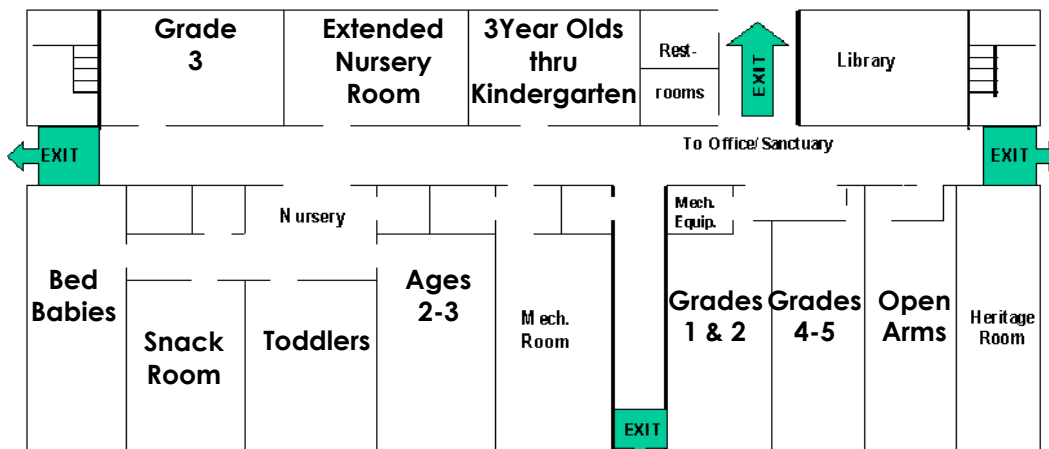 Grade
3
Extended
Nursery
Room
3Year Olds
thru
Kindergarten
Rest-
rooms
EXIT
Library
To Office/Sanctuary
EXIT
EXIT
Nursery
Mech.
Equip.
Bed
Babies
Snack
Room
Toddlers
Ages
2-3
Mech.
Room
Grades
1 & 2
Grades
4-5
Open
Arms
Heritage
Room
EXIT